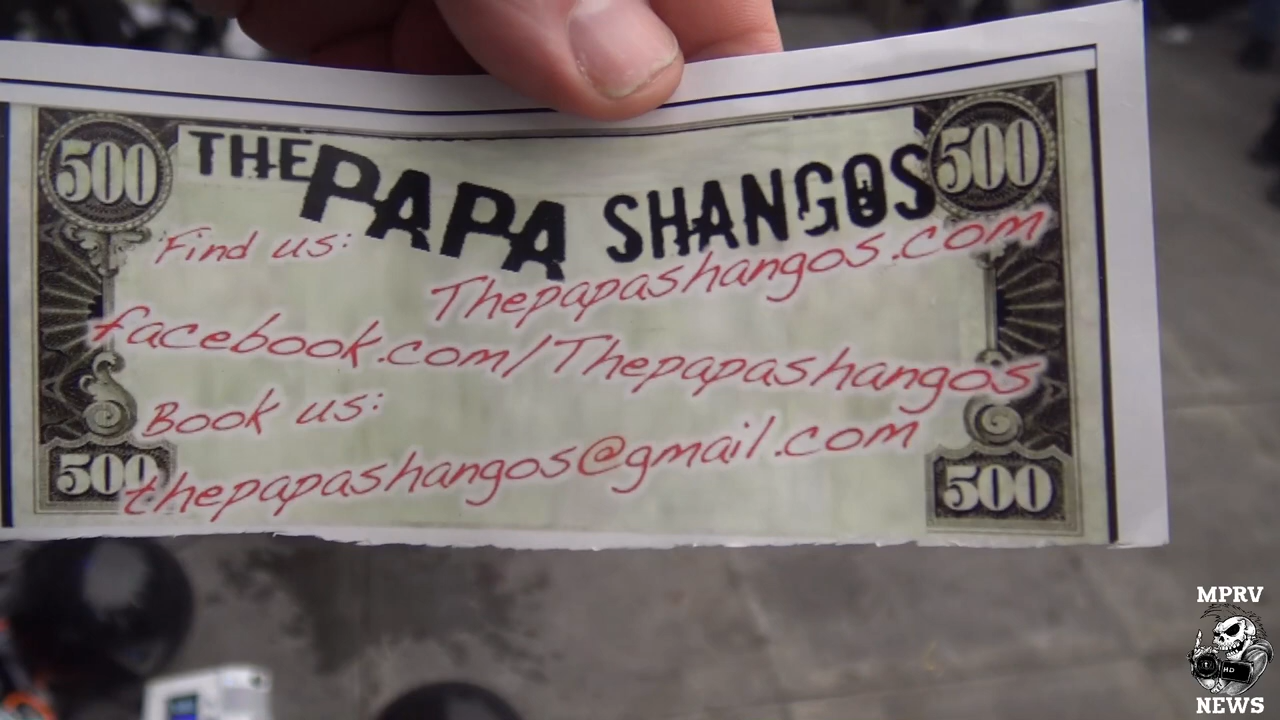 500
500
THE PAPA SHANGOS
Find us:
Thepapashangos.com
facebook.com/Thepapashangos
Book us:
thepapashangos@gmail.com
500
500
MPRV
HD
NEWS